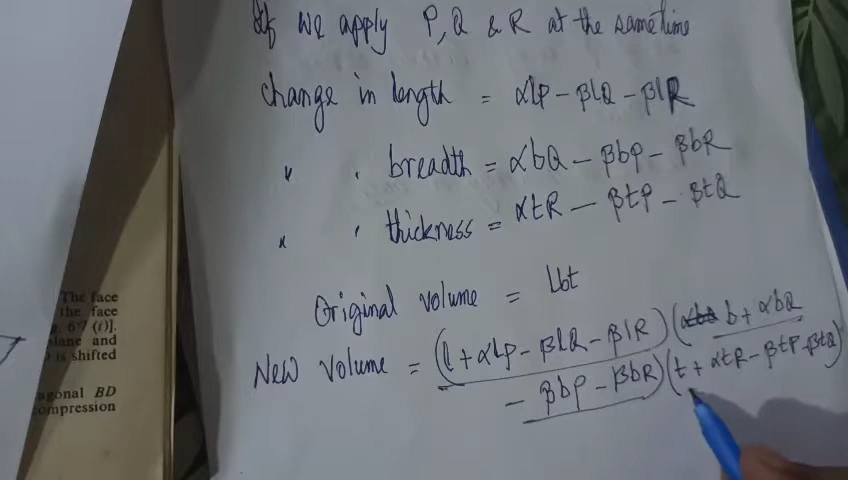 If we apply P, Q & R at the same time
change in length = αlP - βlQ - βlR
〃 〃 breadth = αbQ - βbP - βbR
〃 〃 thickness = αtR - βtP - βtQ
Original volume = lbt
New volume = (l + αlP - βlQ - βlR) (b + αbQ
- βbP - βbR) (t + αtR - βtP - βtQ)
The face
the face
6·7 (i)].
plane and
is shifted
agonal BD
compression